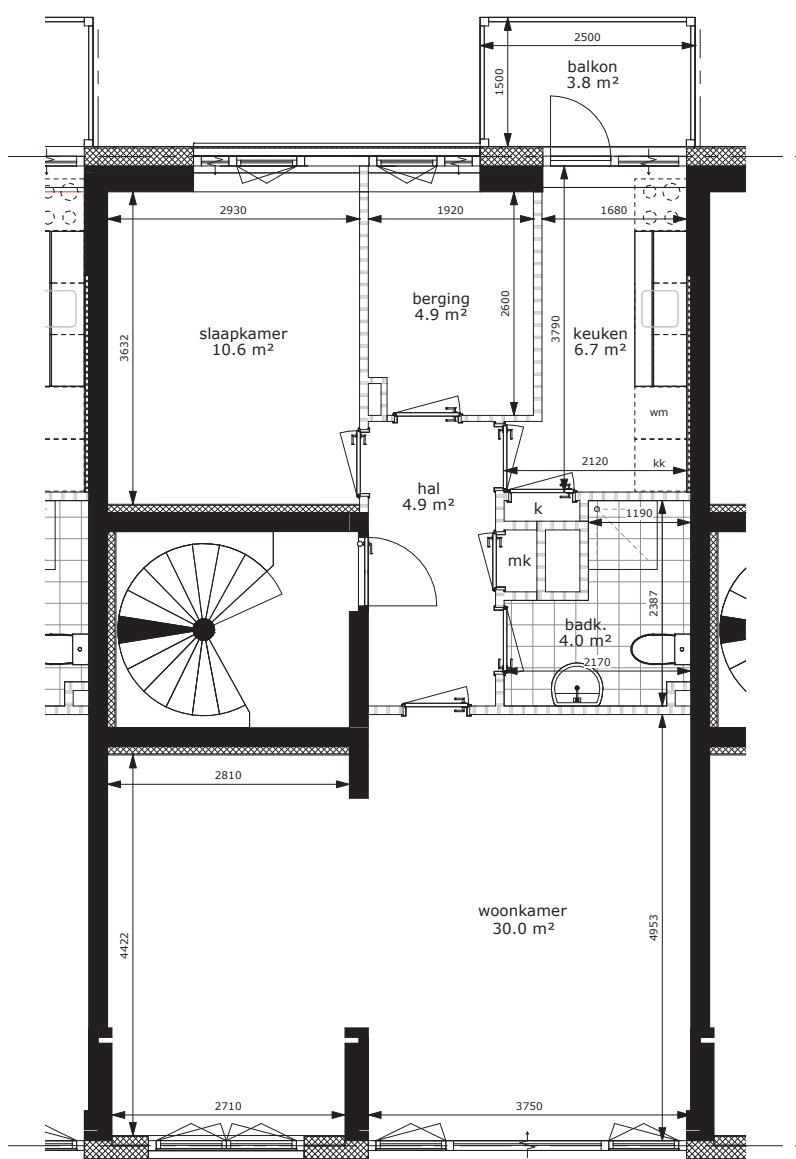 2500
balkon
3.8 m²
1500
2930
1920
1680
berging
4.9 m²
2600
3790
slaapkamer
10.6 m²
keuken
6.7 m²
3632
wm
2120
kk
hal
4.9 m²
k
1190
mk
2387
badk.
4.0 m²
2170
2810
woonkamer
30.0 m²
4422
4953
2710
3750